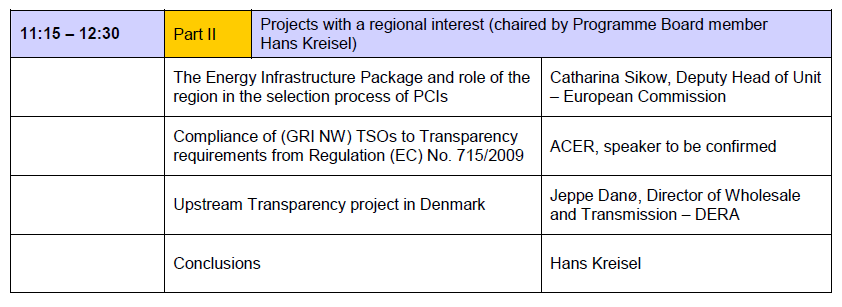 11:15 – 12:30
Part II
Projects with a regional interest (chaired by Programme Board member
Hans Kreisel)
The Energy Infrastructure Package and role of the
region in the selection process of PCIs
Catharina Sikow, Deputy Head of Unit
– European Commission
Compliance of (GRI NW) TSOs to Transparency
requirements from Regulation (EC) No. 715/2009
ACER, speaker to be confirmed
Upstream Transparency project in Denmark
Jeppe Danø, Director of Wholesale
and Transmission – DERA
Conclusions
Hans Kreisel